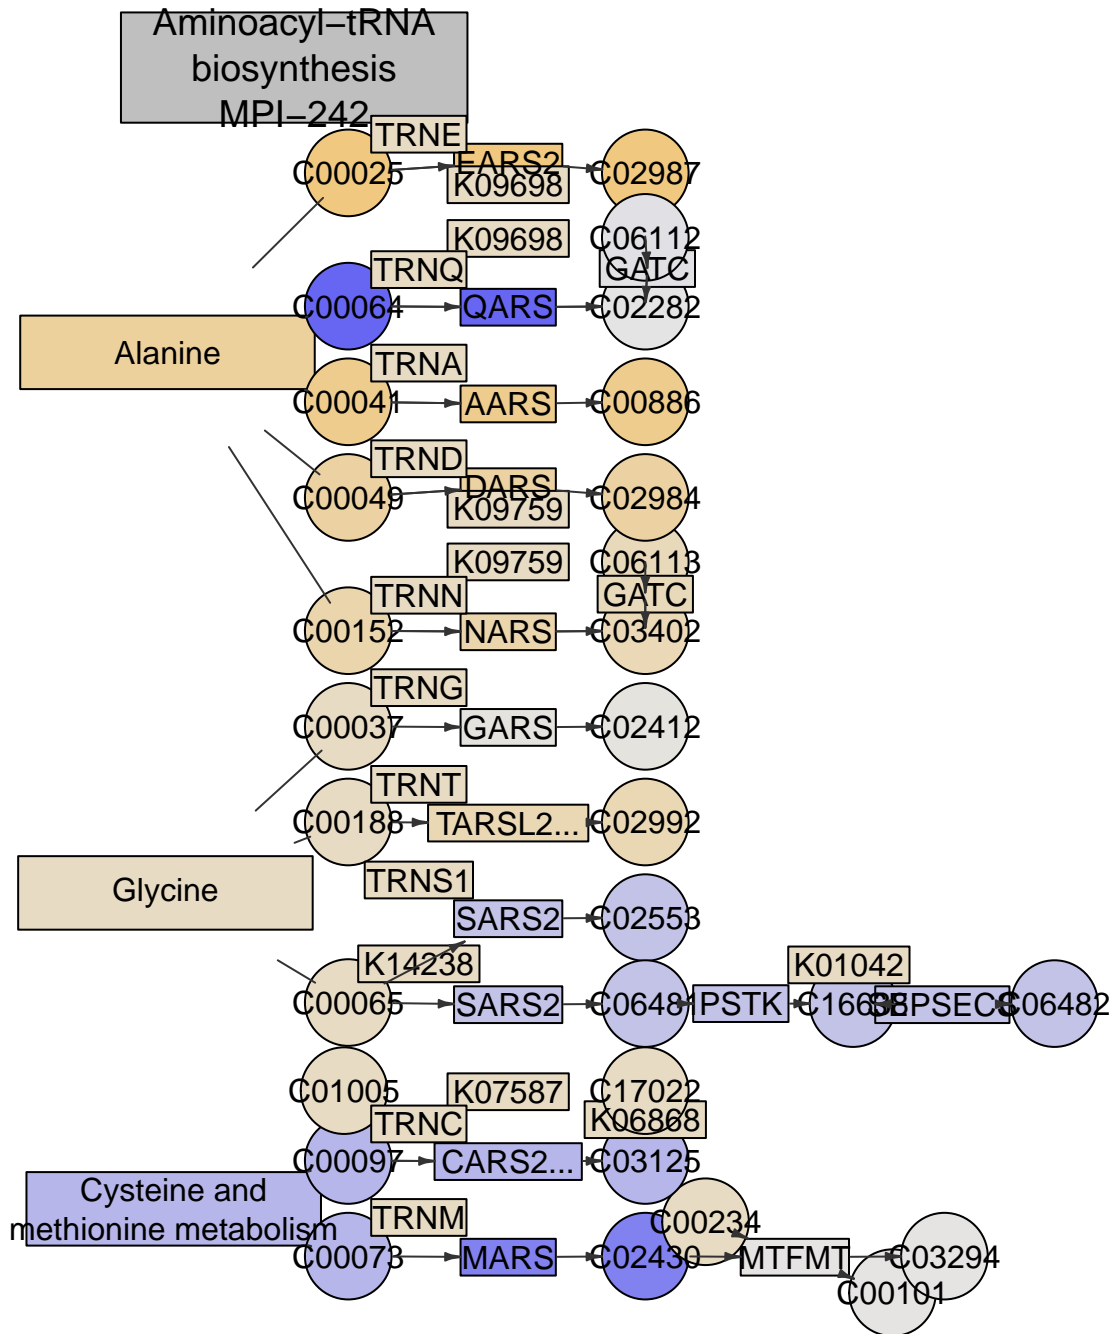 Aminoacyl–tRNA
biosynthesis
MPI–242
TRNE
C00025
EARS2
K09698
C02987
K09698
C06112
TRNQ
GATC
C00064
QARS
C02282
Alanine
TRNA
C00041
AARS
C00886
TRND
C00049
DARS
K09759
C02984
K09759
C06113
TRNN
GATC
C00152
NARS
C03402
TRNG
C00037
GARS
C02412
TRNT
C00188
TARSL2...
C02992
Glycine
TRNS1
SARS2
C02553
K14238
K01042
C00065
SARS2
C06481
PSTK
SEPSECS
C06482
C01005
K07587
C17022
K06868
TRNC
C00097
CARS2...
C03125
Cysteine and
methionine metabolism
TRNM
C00234
C00073
MARS
C02430
MTFMT
C03294
C00101